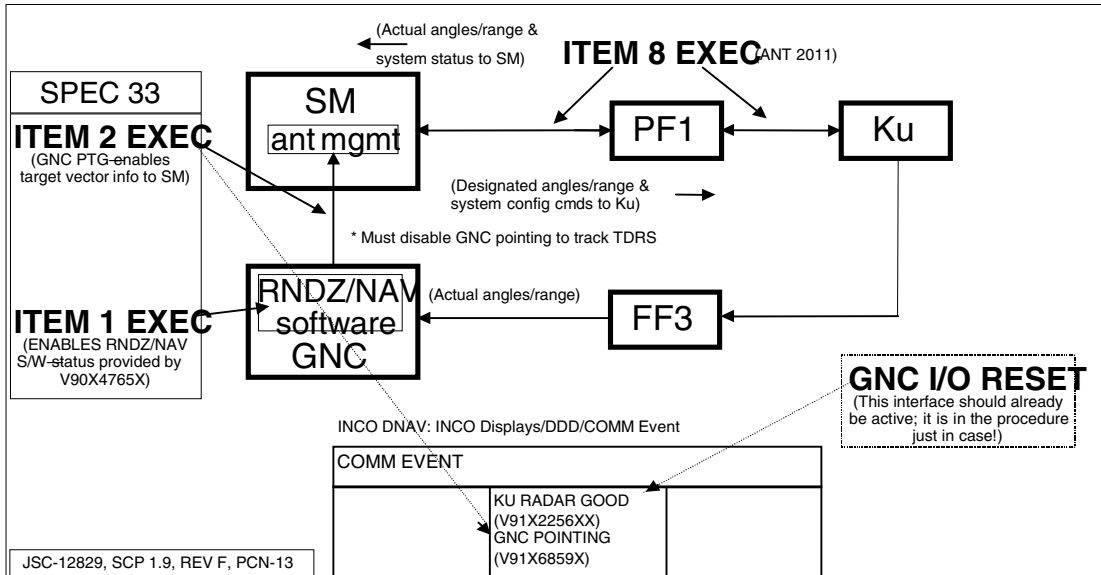 (Actual angles/range &
system status to SM)
ITEM 8 EXEC (ANT 2011)
SPEC 33
ITEM 2 EXEC
(GNC PTG-enables
target vector info to SM)
SM
ant mgmt
PF1
Ku
(Designated angles/range &
system config cmds to Ku)
* Must disable GNC pointing to track TDRS
ITEM 1 EXEC
(ENABLES RNDZ/NAV
S/W-status provided by
V90X4765X)
RNDZ/NAV
software
GNC
(Actual angles/range)
FF3
GNC I/O RESET
(This interface should already
be active; it is in the procedure
just in case!)
INCO DNAV: INCO Displays/DDD/COMM Event
COMM EVENT
KU RADAR GOOD
(V91X2256XX)
GNC POINTING
(V91X6859X)
JSC-12829, SCP 1.9, REV F, PCN-13